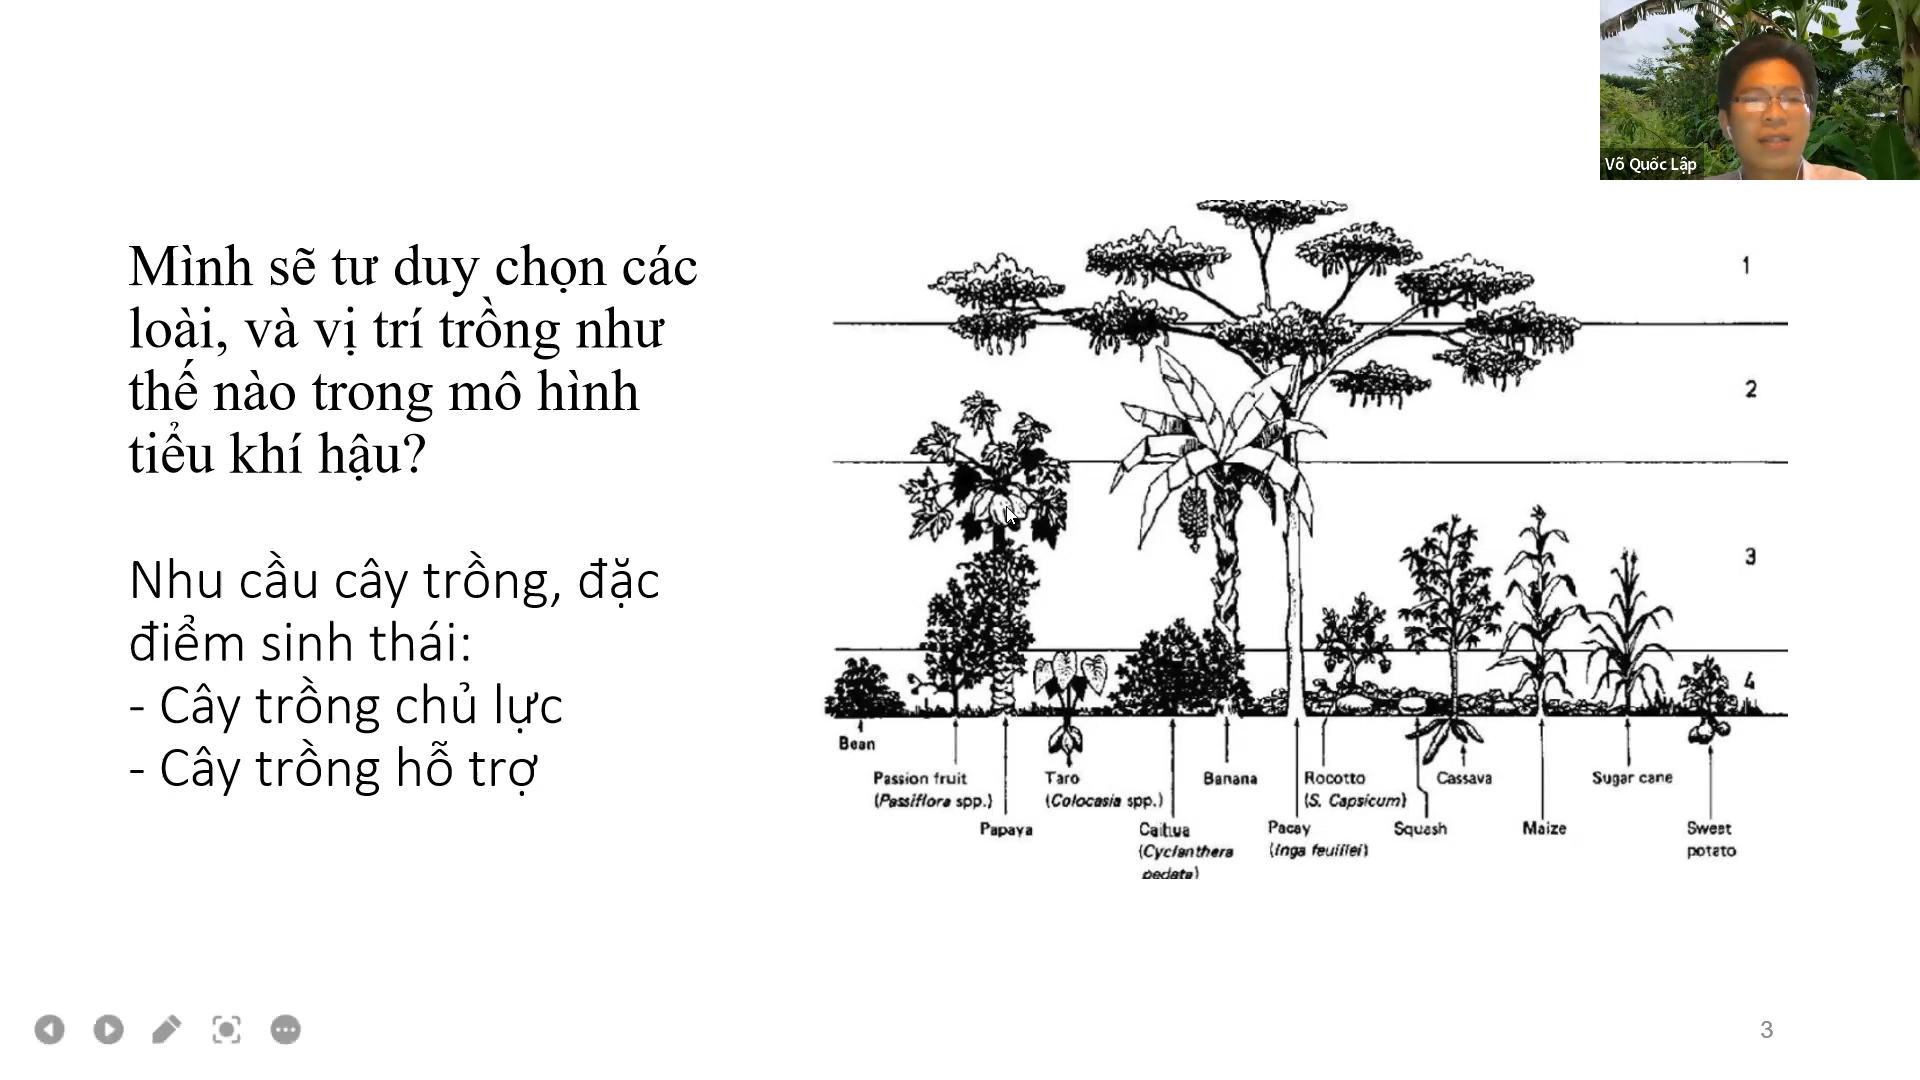 Võ Quốc Lập
Mình sẽ tư duy chọn các
loài, và vị trí trồng như
thế nào trong mô hình
tiểu khí hậu?
Nhu cầu cây trồng, đặc
điểm sinh thái:
- Cây trồng chủ lực
- Cây trồng hỗ trợ
1
2
3
4
Bean
Passion fruit
(Passiflora spp.)
Papaya
Taro
(Colocasia spp.)
Caihua
(Cyclanthera
pedata)
Banana
Pacay
(Inga feuillei)
Rocotto
(S. Capsicum)
Squash
Cassava
Maize
Sugar cane
Sweet
potato
3